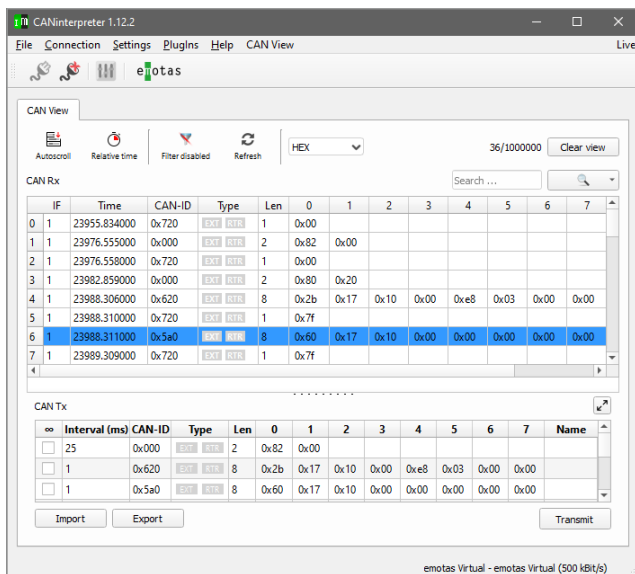 CANinterpreter 1.12.2
File Connection Settings PlugIns Help CAN View Live
emotas
CAN View
Autoscroll Relative time Filter disabled Refresh HEX 36/1000000 Clear view
CAN Rx Search ...
IF Time CAN-ID Type Len 0 1 2 3 4 5 6 7
0 1 23955.834000 0x720 EXT RTR 1 0x00
1 1 23976.555000 0x000 EXT RTR 2 0x82 0x00
2 1 23976.558000 0x720 EXT RTR 1 0x00
3 1 23982.859000 0x000 EXT RTR 2 0x80 0x20
4 1 23988.306000 0x620 EXT RTR 8 0x2b 0x17 0x10 0x00 0xe8 0x03 0x00 0x00
5 1 23988.310000 0x720 EXT RTR 1 0x7f
6 1 23988.311000 0x5a0 EXT RTR 8 0x60 0x17 0x10 0x00 0x00 0x00 0x00 0x00
7 1 23989.309000 0x720 EXT RTR 1 0x7f
CAN Tx
∞ Interval (ms) CAN-ID Type Len 0 1 2 3 4 5 6 7 Name
25 0x000 EXT RTR 2 0x82 0x00
1 0x620 EXT RTR 8 0x2b 0x17 0x10 0x00 0xe8 0x03 0x00 0x00
1 0x5a0 EXT RTR 8 0x60 0x17 0x10 0x00 0x00 0x00 0x00 0x00
Import Export Transmit
emotas Virtual - emotas Virtual (500 kBit/s)